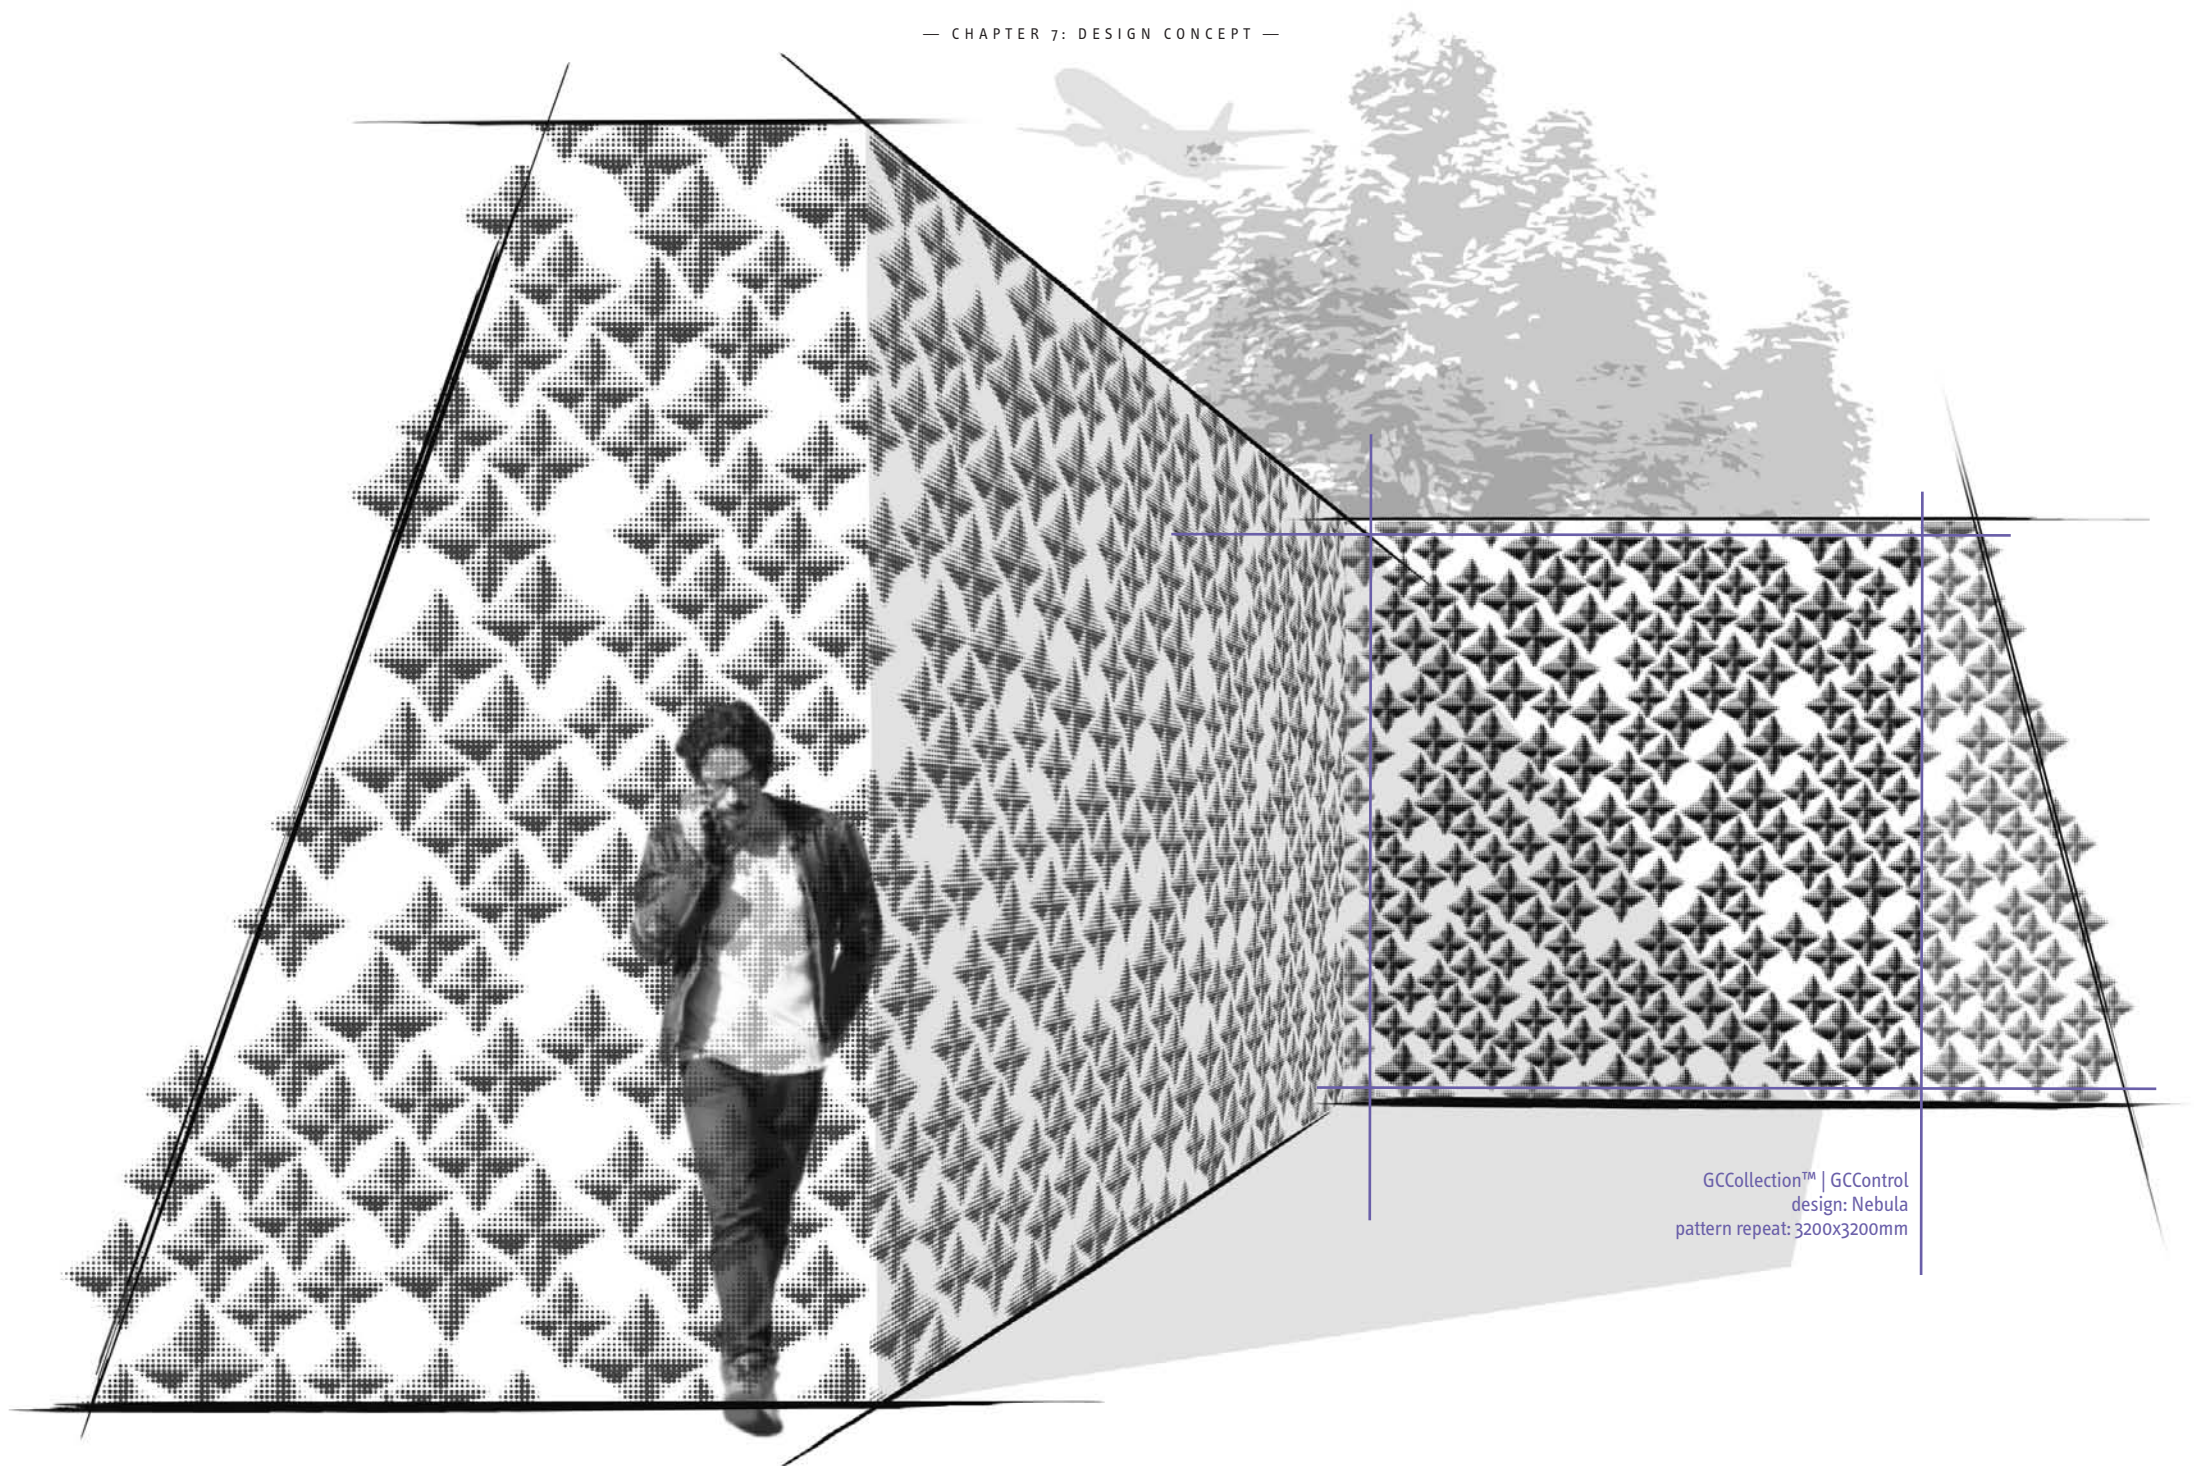 — CHAPTER 7: DESIGN CONCEPT —
GCCollection™ | GCControl
design: Nebula
pattern repeat: 3200x3200mm